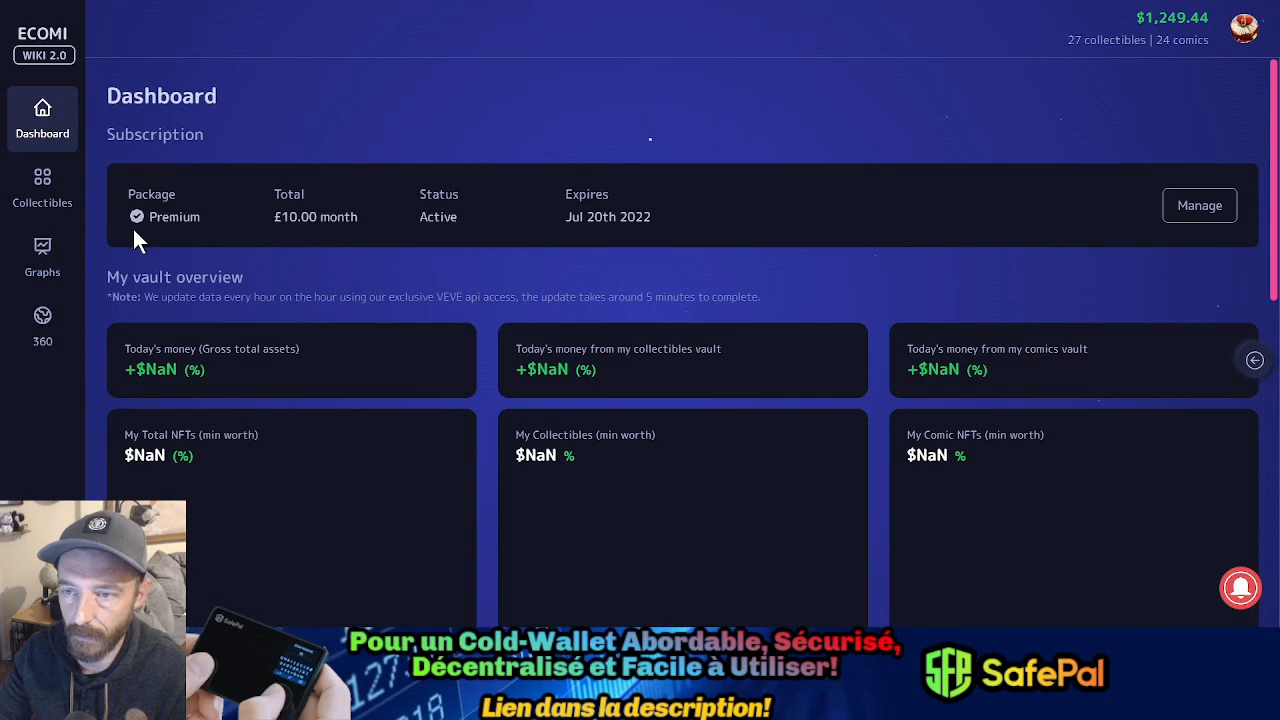 ECOMI
WIKI 2.0
$1,249.44
27 collectibles | 24 comics
Dashboard
Collectibles
Graphs
360
Dashboard
Subscription
Package
Premium
Total
£10.00 month
Status
Active
Expires
Jul 20th 2022
Manage
My vault overview
*Note: We update data every hour on the hour using our exclusive VEVE api access, the update takes around 5 minutes to complete.
Today's money (Gross total assets)
+$NaN (%)
Today's money from my collectibles vault
+$NaN (%)
Today's money from my comics vault
+$NaN (%)
My Total NFTs (min worth)
$NaN (%)
My Collectibles (min worth)
$NaN %
My Comic NFTs (min worth)
$NaN %
SafePal
Pour un Cold-Wallet Abordable, Sécurisé,
Décentralisé et Facile à Utiliser!
Lien dans la description!
SFP SafePal